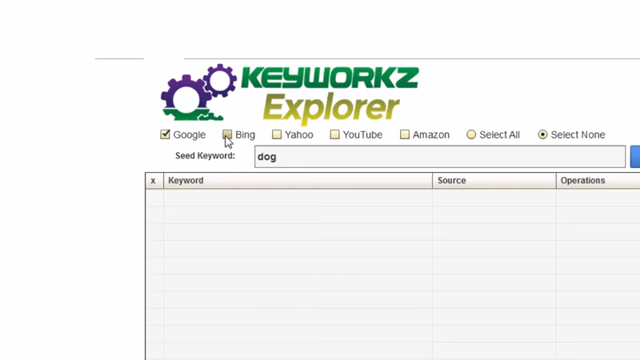 KEYWORKZ
Explorer
Google Bing Yahoo YouTube Amazon Select All Select None
Seed Keyword: dog
x Keyword Source Operations